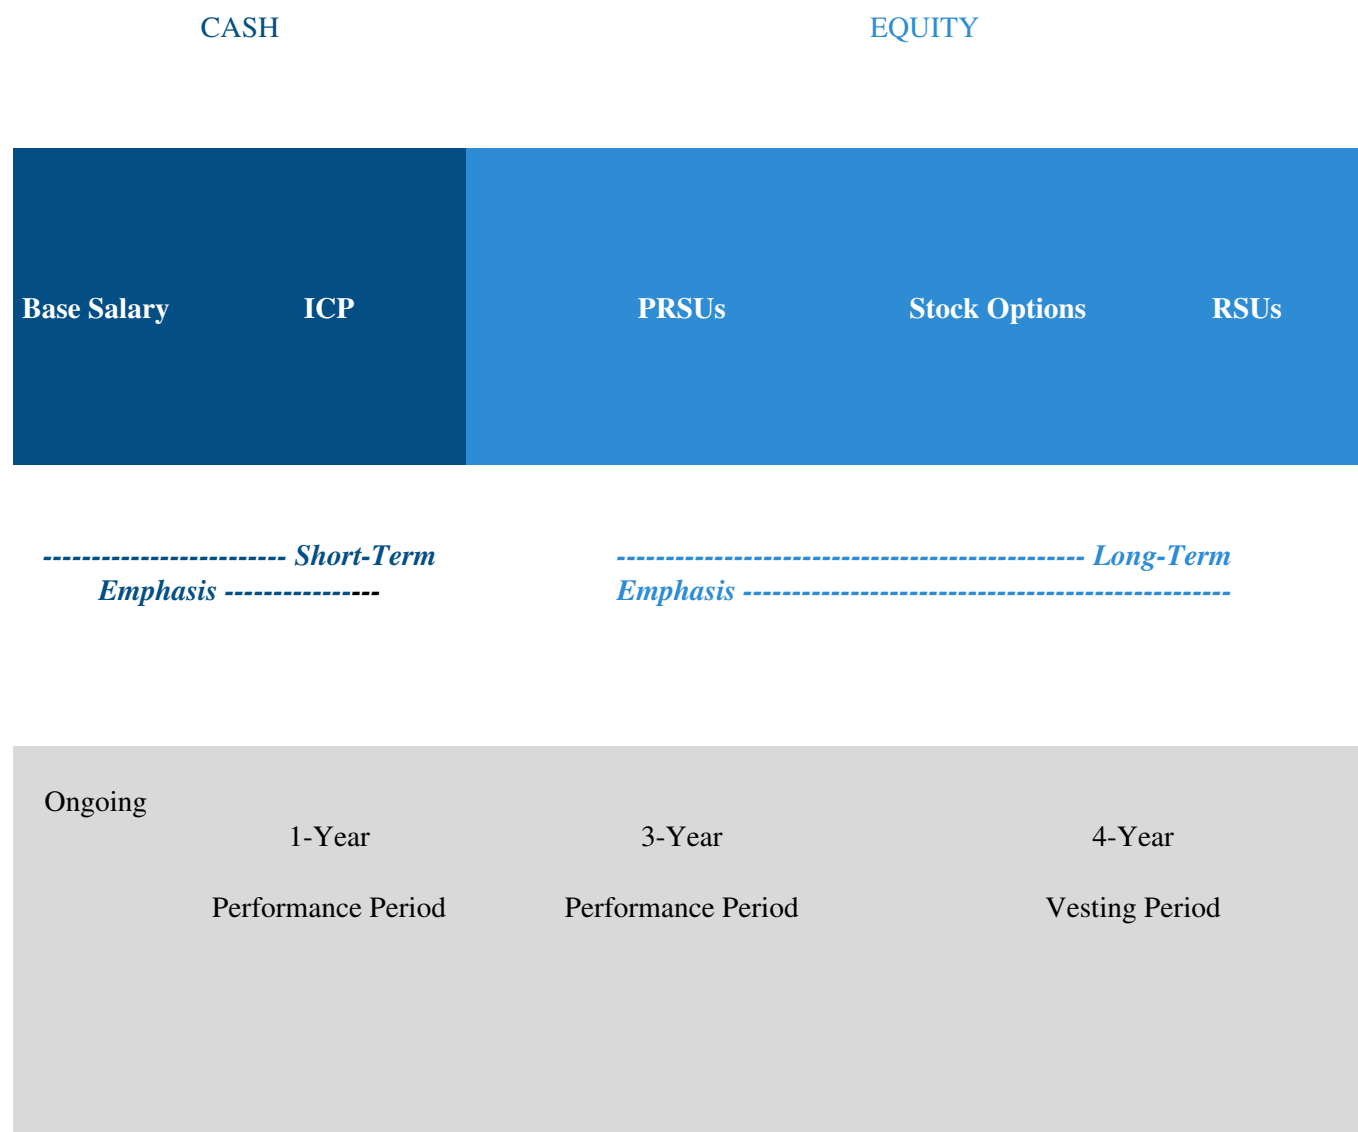 CASH EQUITY
Base Salary ICP PRSUs Stock Options RSUs
------------------------- Short-Term
Emphasis ----------------
------------------------------------------------ Long-Term
Emphasis --------------------------------------------------
Ongoing
1-Year 3-Year 4-Year
Performance Period Performance Period Vesting Period